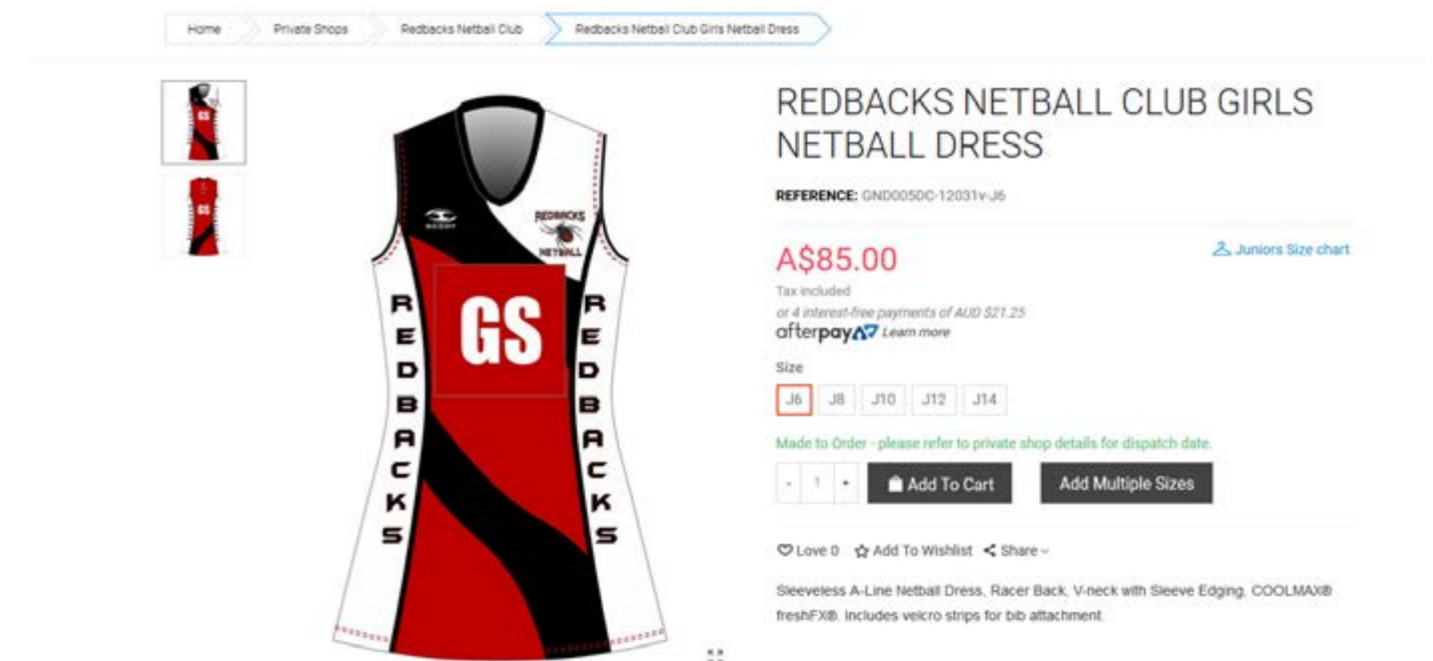 Home
Private Shops
Redbacks Netball Club
Redbacks Netball Club Girls Netball Dress
GS
GS
REDBACKS
NETBALL
GS
REDBACKS
REDBACKS
REDBACKS NETBALL CLUB GIRLS
NETBALL DRESS
REFERENCE: GND005DC-12031v-J6
A$85.00
Juniors Size chart
Tax included
or 4 interest-free payments of AUD $21.25
afterpay Learn more
Size
J6 J8 J10 J12 J14
Made to Order - please refer to private shop details for dispatch date.
- 1 + Add To Cart Add Multiple Sizes
Love 0 Add To Wishlist Share
Sleeveless A-Line Netball Dress, Racer Back, V-neck with Sleeve Edging, COOLMAX®
freshFX®. Includes velcro strips for bib attachment.